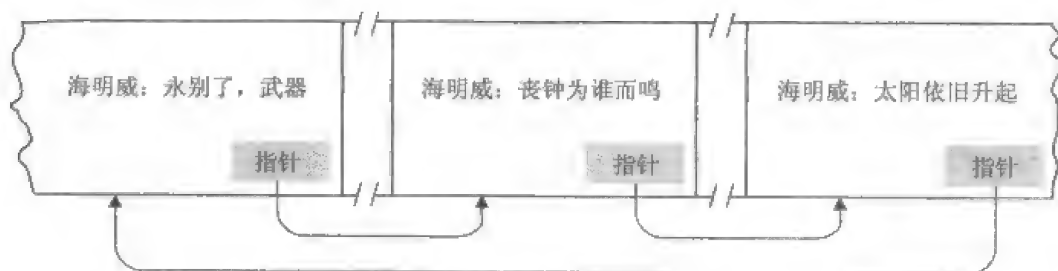 海明威：永别了，武器
海明威：丧钟为谁而鸣
海明威：太阳依旧升起
指针
指针
指针